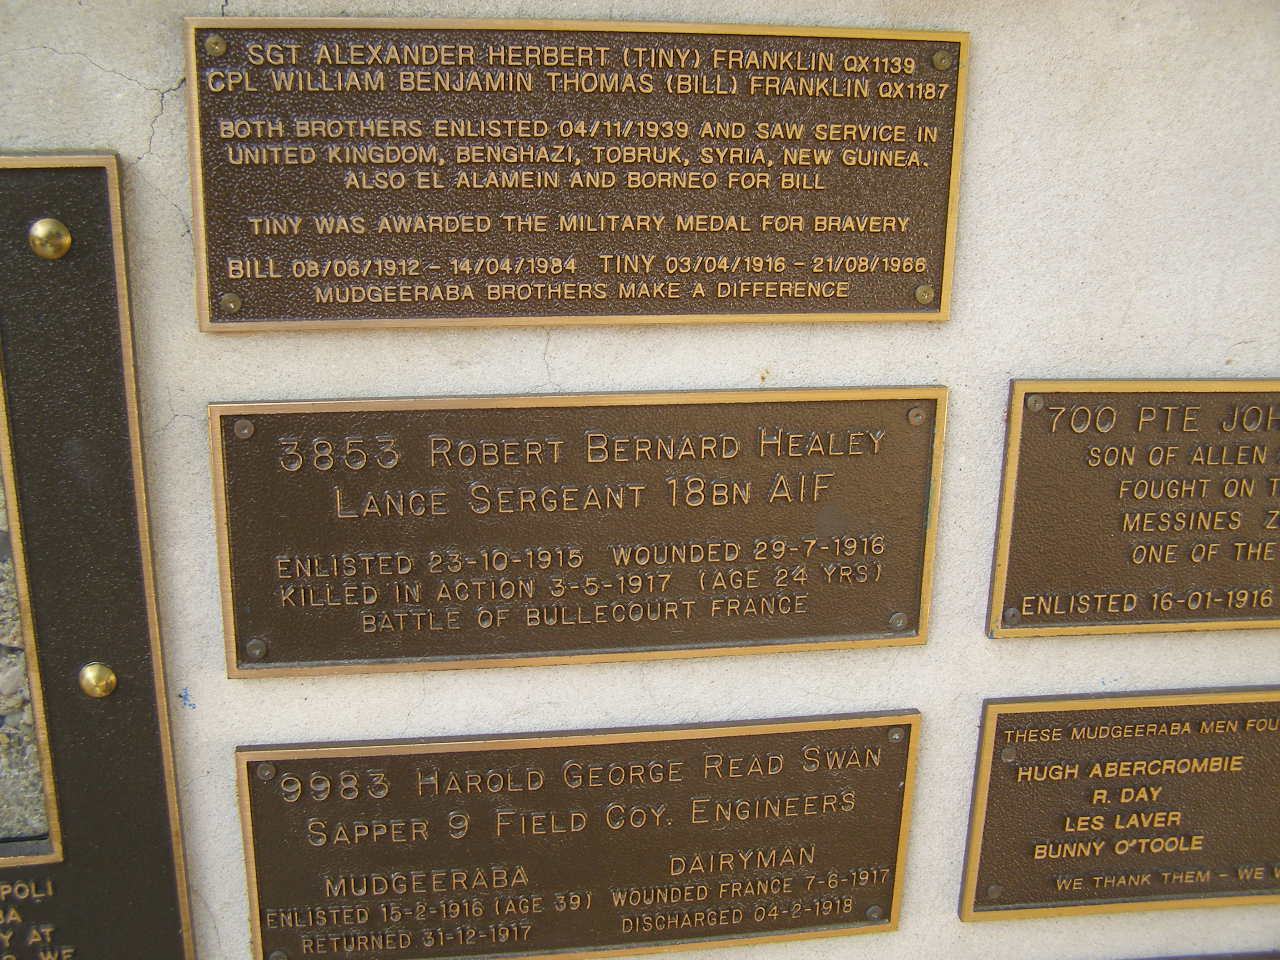 SGT ALEXANDER HERBERT (TINY) FRANKLIN QX1139
CPL WILLIAM BENJAMIN THOMAS (BILL) FRANKLIN QX1187
BOTH BROTHERS ENLISTED 04/11/1939 AND SAW SERVICE IN
UNITED KINGDOM, BENGHAZI, TOBRUK, SYRIA, NEW GUINEA.
ALSO EL ALAMEIN AND BORNEO FOR BILL
TINY WAS AWARDED THE MILITARY MEDAL FOR BRAVERY
BILL 08/06/1912 - 14/04/1984 TINY 03/04/1916 - 21/08/1966
MUDGEERABA BROTHERS MAKE A DIFFERENCE
3853 ROBERT BERNARD HEALEY
LANCE SERGEANT 18BN AIF
ENLISTED 23-10-1915 WOUNDED 29-7-1916
KILLED IN ACTION 3-5-1917 (AGE 24 YRS)
BATTLE OF BULLECOURT FRANCE
700 PTE JOH
SON OF ALLEN
FOUGHT ON T
MESSINES Z
ONE OF THE
ENLISTED 16-01-1916
9983 HAROLD GEORGE READ SWAN
SAPPER 9 FIELD COY. ENGINEERS
MUDGEERABA DAIRYMAN
ENLISTED 15-2-1916 (AGE 39) WOUNDED FRANCE 7-6-1917
RETURNED 31-12-1917 DISCHARGED 04-2-1918
THESE MUDGEERABA MEN FOU
HUGH ABERCROMBIE
R. DAY
LES LAVER
BUNNY O'TOOLE
WE THANK THEM - WE W
POLI
BA
Y AT
WE